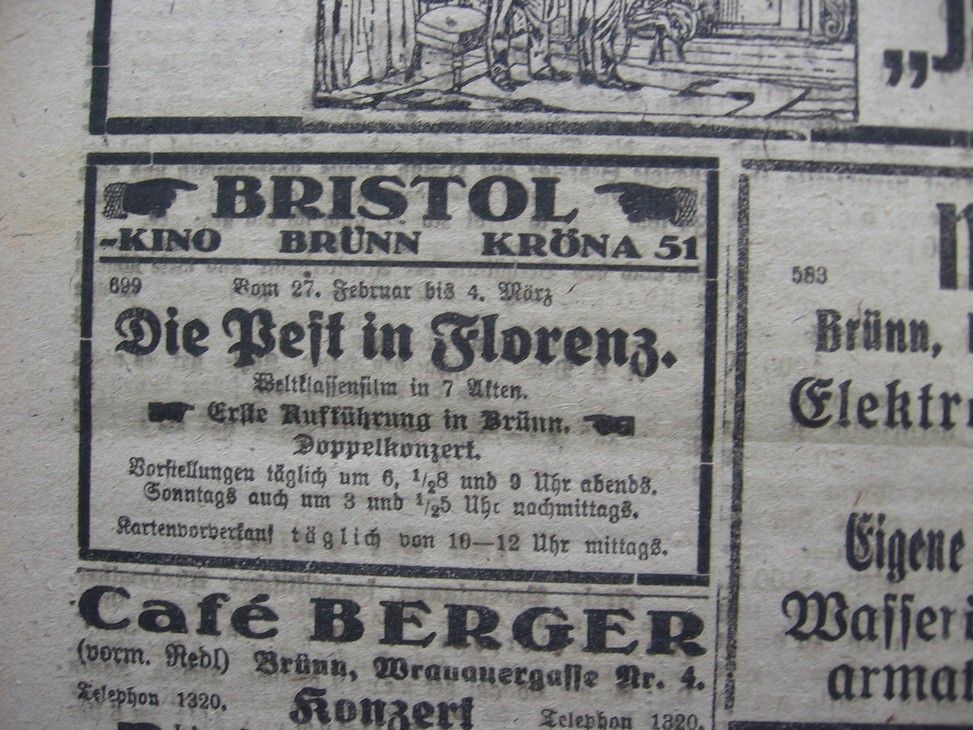 „J
BRISTOL
-KINO BRÜNN KRÖNA 51
699 Vom 27. Februar bis 4. März
Die Pest in Florenz.
Weltklassenfilm in 7 Akten.
Erste Aufführung in Brünn.
Doppelkonzert.
Vorstellungen täglich um 6, 1/28 und 9 Uhr abends.
Sonntags auch um 3 und 1/25 Uhr nachmittags.
Kartenvorverkauf täglich von 10—12 Uhr mittags.
Café BERGER
(vorm. Redl) Brünn, Wranauergasse Nr. 4.
Telephon 1320. Konzert Telephon 1320.
583
Brünn,
Elektr
Eigene
Wasser
armat